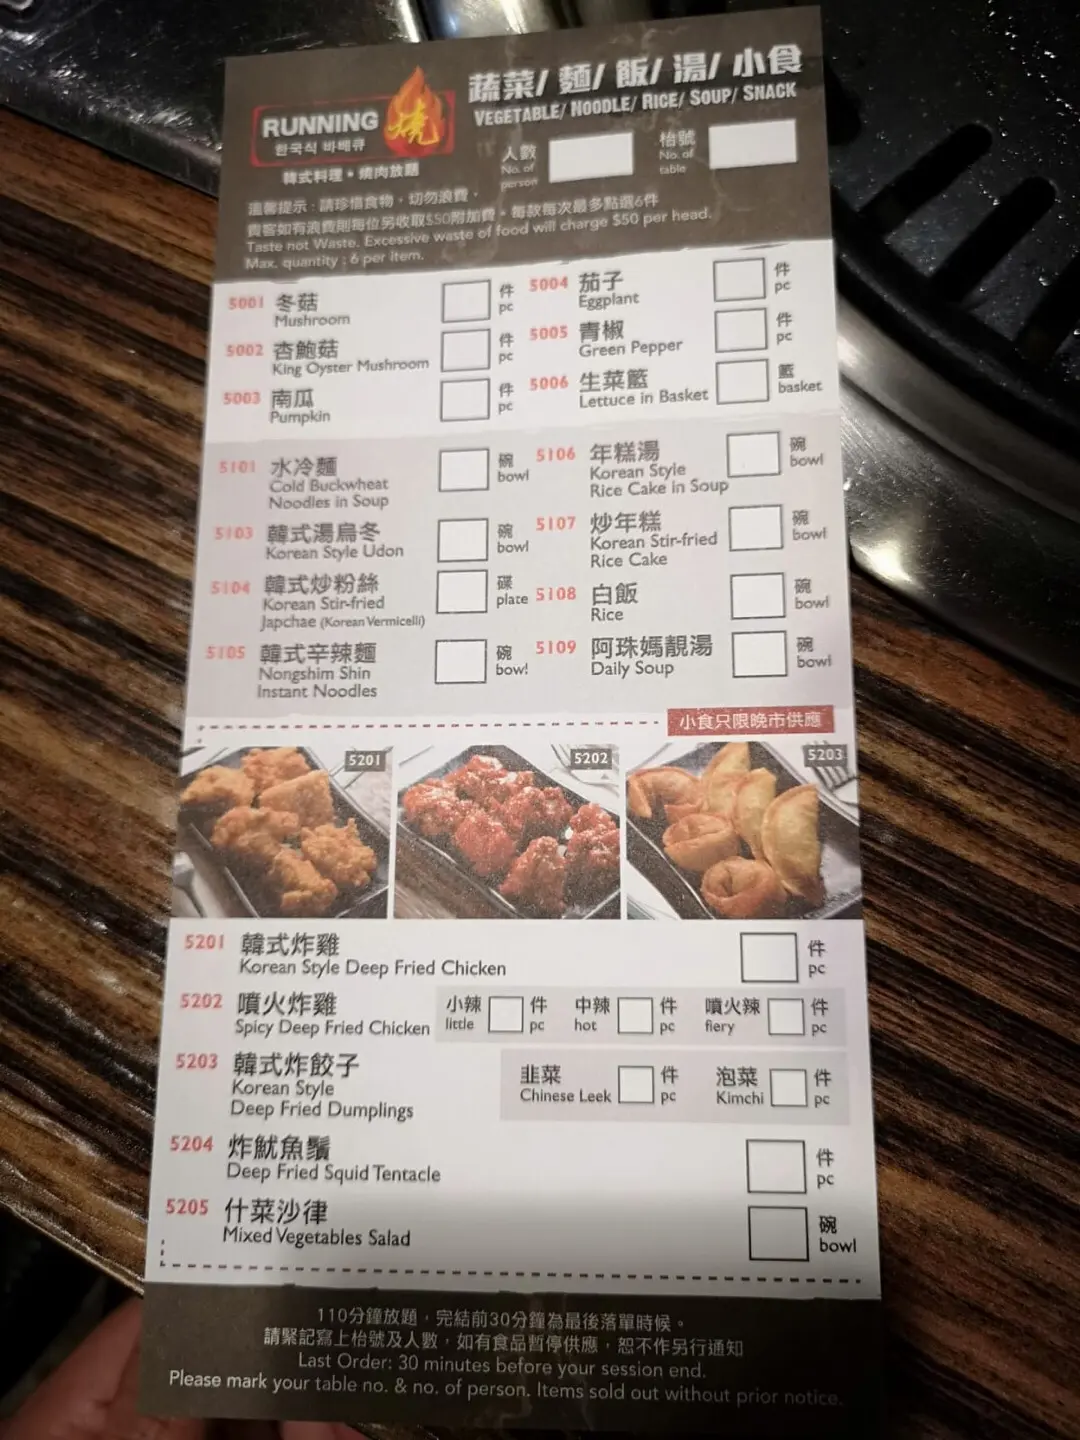 RUNNING 燒
한국식 바베큐
韓式料理・燒肉放題
蔬菜/ 麵/ 飯/ 湯/ 小食
VEGETABLE/ NOODLE/ RICE/ SOUP/ SNACK
人數
No. of
person
枱號
No. of
table
溫馨提示：請珍惜食物，切勿浪費，
貴客如有浪費則每位另收取$50附加費。每款每次最多點選6件
Taste not Waste. Excessive waste of food will charge $50 per head.
Max. quantity : 6 per item.
5001 冬菇 件
Mushroom pc
5002 杏鮑菇 件
King Oyster Mushroom pc
5003 南瓜 件
Pumpkin pc
5004 茄子 件
Eggplant pc
5005 青椒 件
Green Pepper pc
5006 生菜籃 籃
Lettuce in Basket basket
5101 水冷麵 碗
Cold Buckwheat bowl
Noodles in Soup
5103 韓式湯烏冬 碗
Korean Style Udon bowl
5104 韓式炒粉絲 碟
Korean Stir-fried plate
Japchae (Korean Vermicelli)
5105 韓式辛辣麵 碗
Nongshim Shin bowl
Instant Noodles
5106 年糕湯 碗
Korean Style bowl
Rice Cake in Soup
5107 炒年糕 碗
Korean Stir-fried bowl
Rice Cake
5108 白飯 碗
Rice bowl
5109 阿珠媽靚湯 碗
Daily Soup bowl
小食只限晚市供應
5201
5202
5203
5201 韓式炸雞 件
Korean Style Deep Fried Chicken pc
5202 噴火炸雞 小辣 件 中辣 件 噴火辣 件
Spicy Deep Fried Chicken little pc hot pc fiery pc
5203 韓式炸餃子 韭菜 件 泡菜 件
Korean Style Chinese Leek pc Kimchi pc
Deep Fried Dumplings
5204 炸魷魚鬚 件
Deep Fried Squid Tentacle pc
5205 什菜沙律 碗
Mixed Vegetables Salad bowl
110分鐘放題，完結前30分鐘為最後落單時候。
請緊記寫上枱號及人數，如有食品暫停供應，恕不作另行通知
Last Order: 30 minutes before your session end.
Please mark your table no. & no. of person. Items sold out without prior notice.